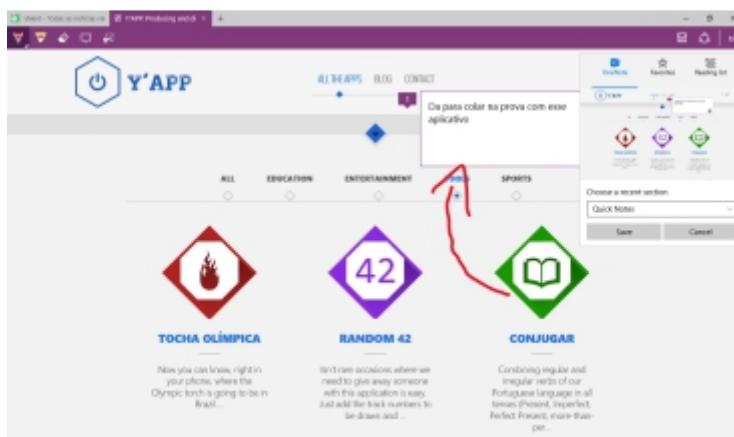 Y'APP Producing and di
Y'APP
ALL THE APPS BLOG CONTACT
1
Da para colar na prova com esse
aplicativo
OneNote Favorites Reading list
Choose a recent section
Quick Notes
Save Cancel
ALL EDUCATION ENTERTAINMENT SPORTS
42
TOCHA OLÍMPICA
Now you can know, right in
your phone, where the
Olympic torch is going to be in
Brazil...
RANDOM 42
Isn't rare occasions where we
need to give away someone
with this application is easy.
Just add the track numbers to
be drawn and ...
CONJUGAR
Combining regular and
irregular verbs of our
Portuguese language in all
tenses (Present, Imperfect,
Perfect Present, more-than-
per...